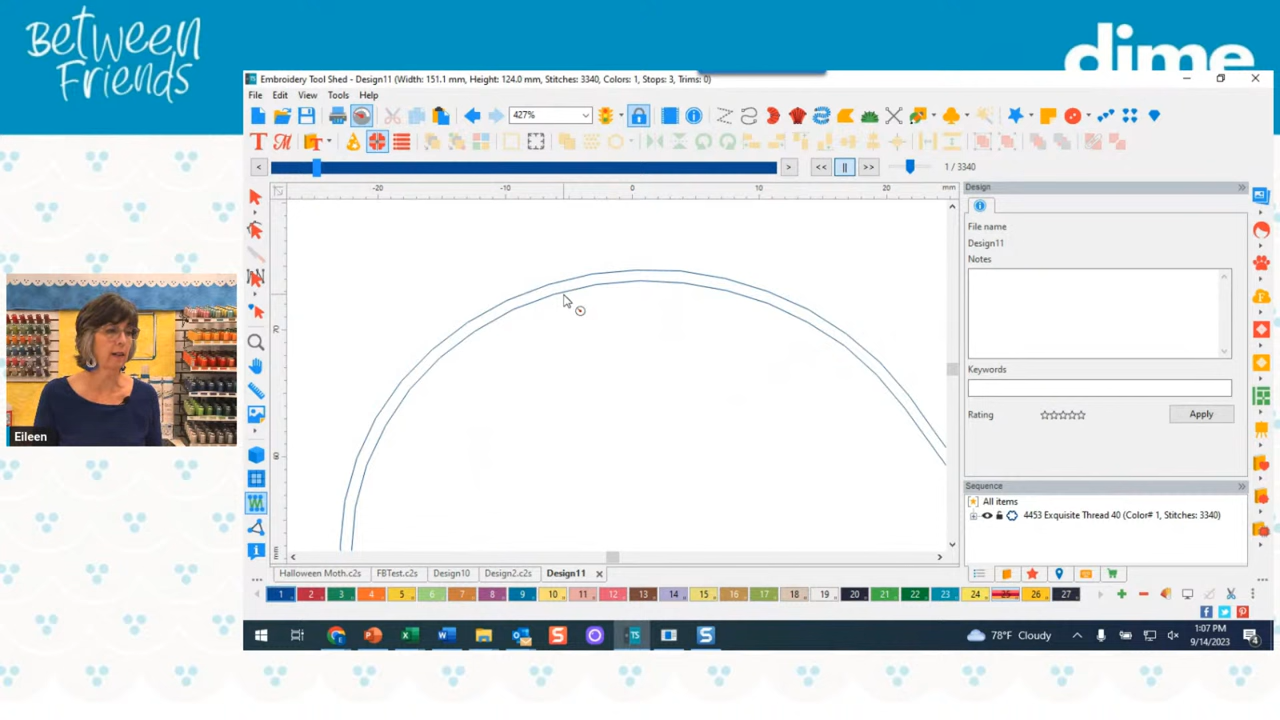 Between
Friends
dime
Embroidery Tool Shed - Design11 (Width: 151.1 mm, Height: 124.0 mm, Stitches: 3340, Colors: 1, Stops: 3, Trims: 0)
File Edit View Tools Help
427%
< > << || >> 1 / 3340
-20 -10 0 10 20 mm
70
60
mm
Design
File name
Design11
Notes
Keywords
Rating
Apply
Sequence
All items
4453 Exquisite Thread 40 (Color# 1, Stitches: 3340)
Eileen
Halloween Moth.c2s FBTest.c2s Design10 Design2.c2s Design11
1 2 3 4 5 6 7 8 9 10 11 12 13 14 15 16 17 18 19 20 21 22 23 24 25 26 27
78°F Cloudy
1:07 PM
9/14/2023
4